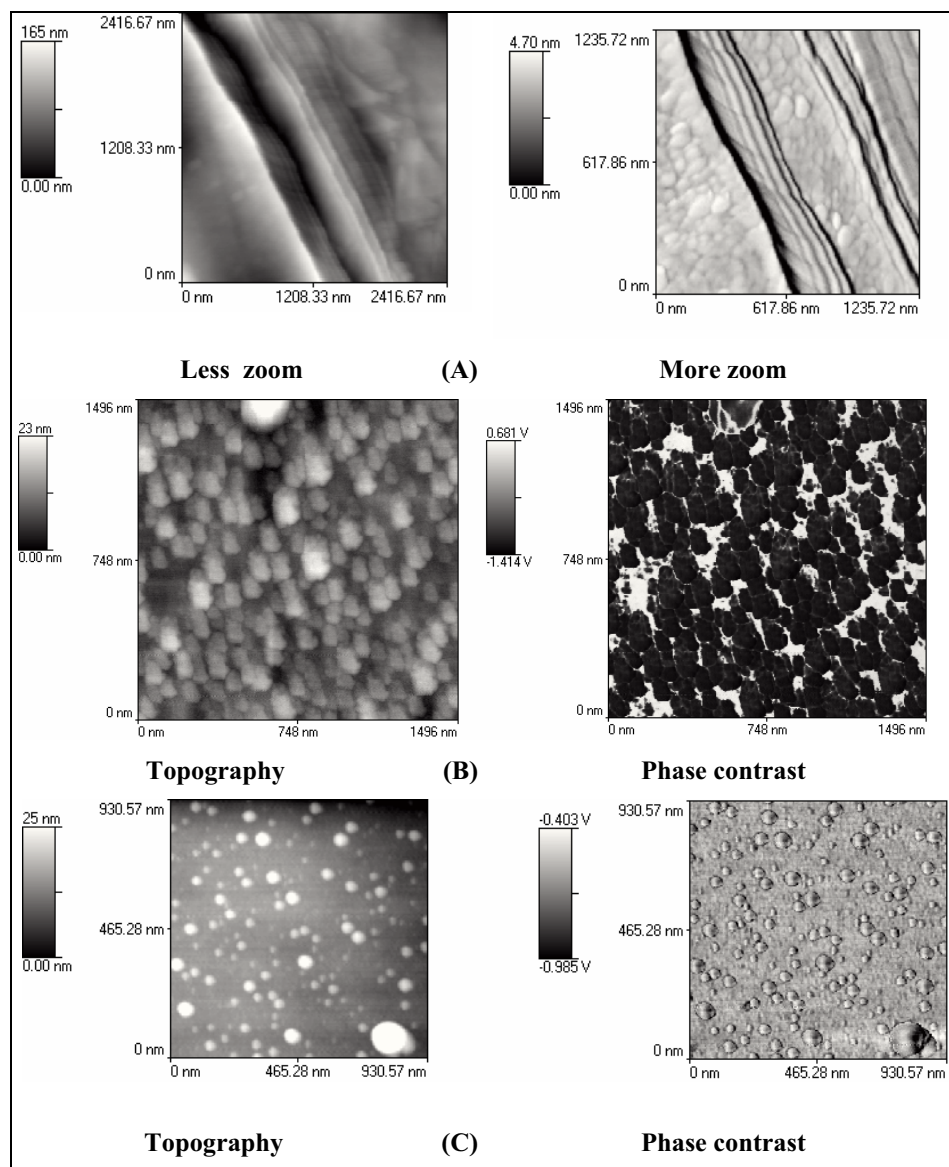 165 nm
0.00 nm
2416.67 nm
1208.33 nm
0 nm
0 nm
1208.33 nm
2416.67 nm
4.70 nm
0.00 nm
1235.72 nm
617.86 nm
0 nm
0 nm
617.86 nm
1235.72 nm
Less zoom (A) More zoom
23 nm
0.00 nm
1496 nm
748 nm
0 nm
0 nm
748 nm
1496 nm
0.681 V
-1.414 V
1496 nm
748 nm
0 nm
0 nm
748 nm
1496 nm
Topography (B) Phase contrast
25 nm
0.00 nm
930.57 nm
465.28 nm
0 nm
0 nm
465.28 nm
930.57 nm
-0.403 V
-0.985 V
930.57 nm
465.28 nm
0 nm
0 nm
465.28 nm
930.57 nm
Topography (C) Phase contrast